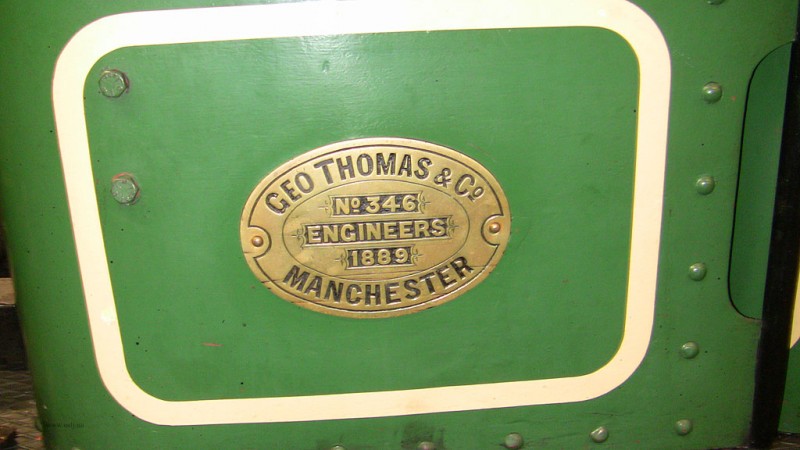 GEO THOMAS & Co
No 346
ENGINEERS
1889
MANCHESTER